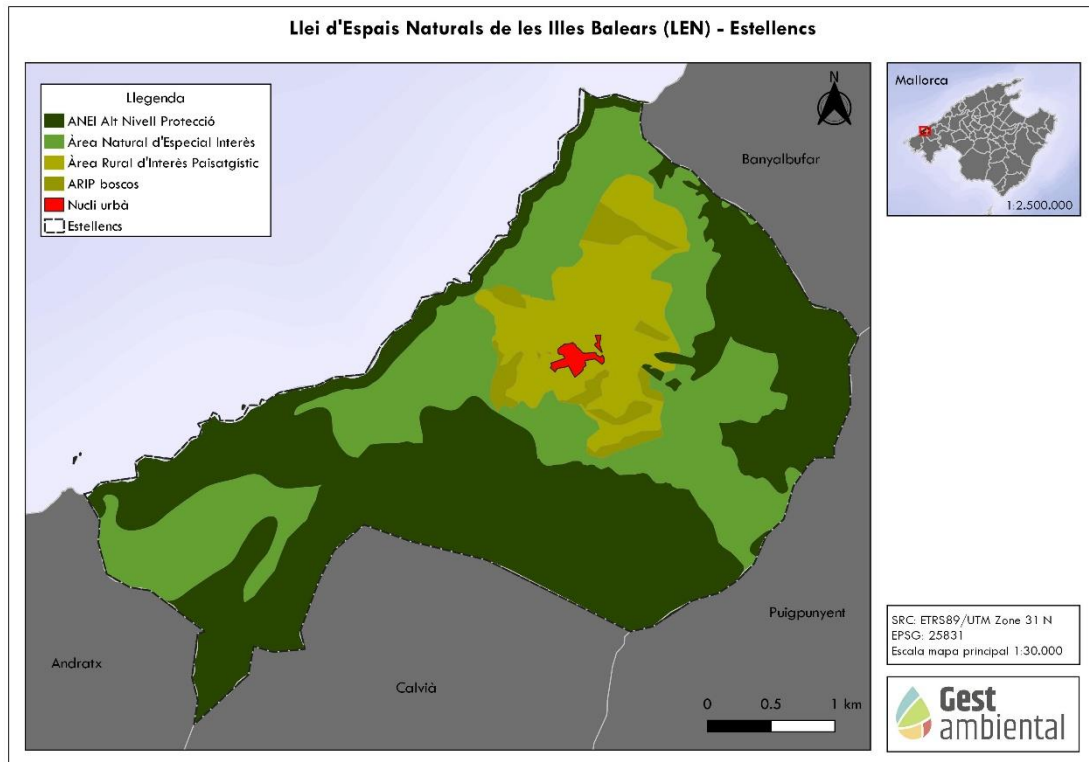 Llei d'Espais Naturals de les Illes Balears (LEN) - Estellencs
Llegenda
ANEI Alt Nivell Protecció
Àrea Natural d'Especial Interès
Àrea Rural d'Interès Paisatgístic
ARIP boscos
Nucli urbà
Estellencs
N
Banyalbufar
Puigpunyent
Andratx
Calvià
0 0.5 1 km
Mallorca
1:2.500.000
SRC: ETRS89/UTM Zone 31 N
EPSG: 25831
Escala mapa principal 1:30.000
Gest
ambiental